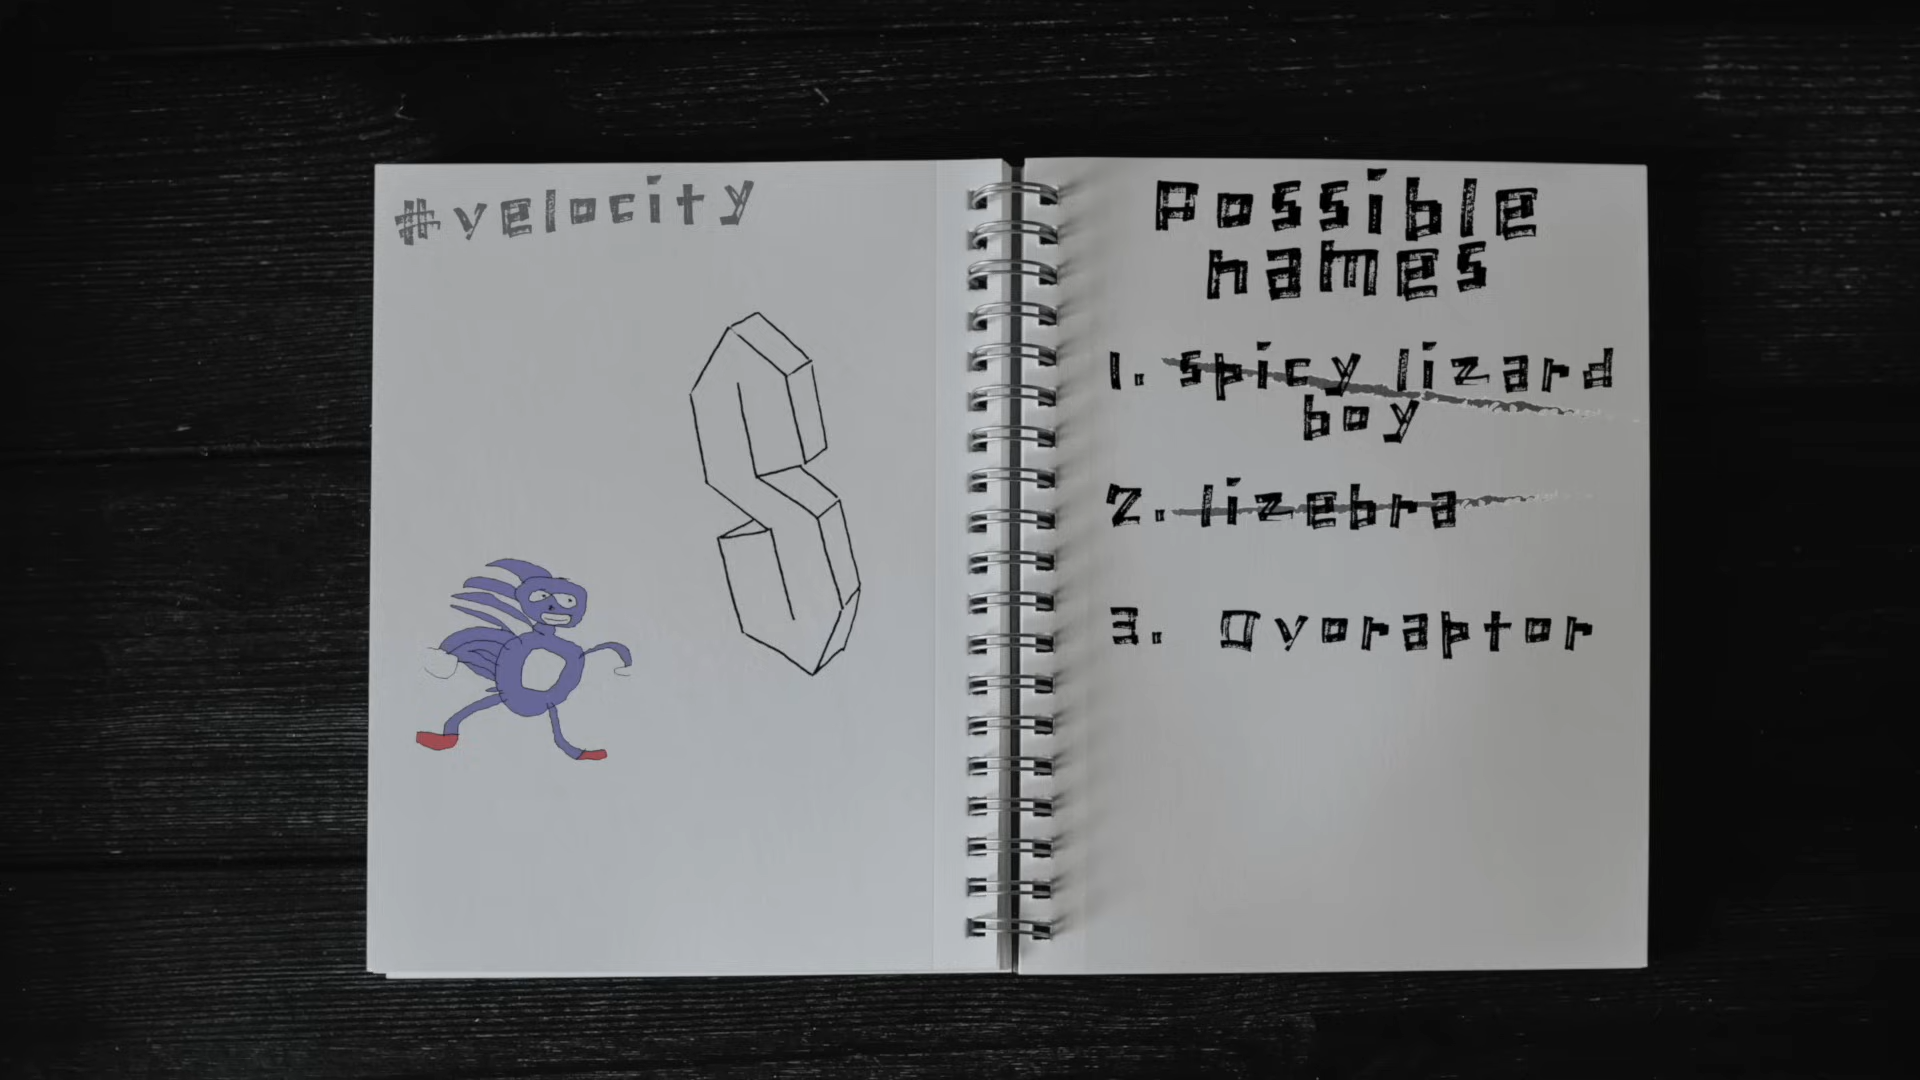 #velocity
Possible
names
1. spicy lizard
boy
2. lizebra
3. Ovoraptor